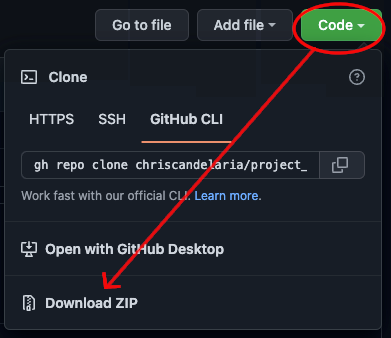 Go to file Add file Code
Clone
HTTPS SSH GitHub CLI
gh repo clone chriscandelaria/project_
Work fast with our official CLI. Learn more.
Open with GitHub Desktop
Download ZIP